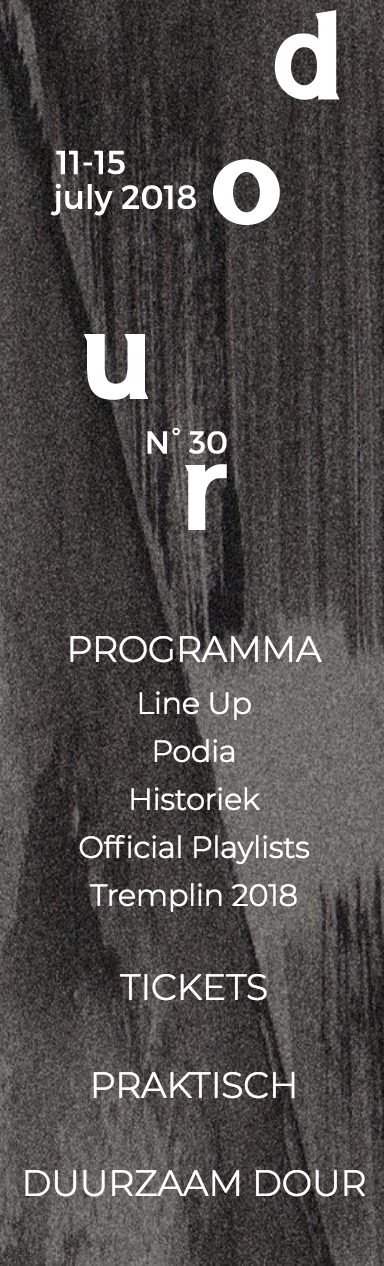 d
11-15
july 2018
o
u
N° 30
r
PROGRAMMA
Line Up
Podia
Historiek
Official Playlists
Tremplin 2018
TICKETS
PRAKTISCH
DUURZAAM DOUR